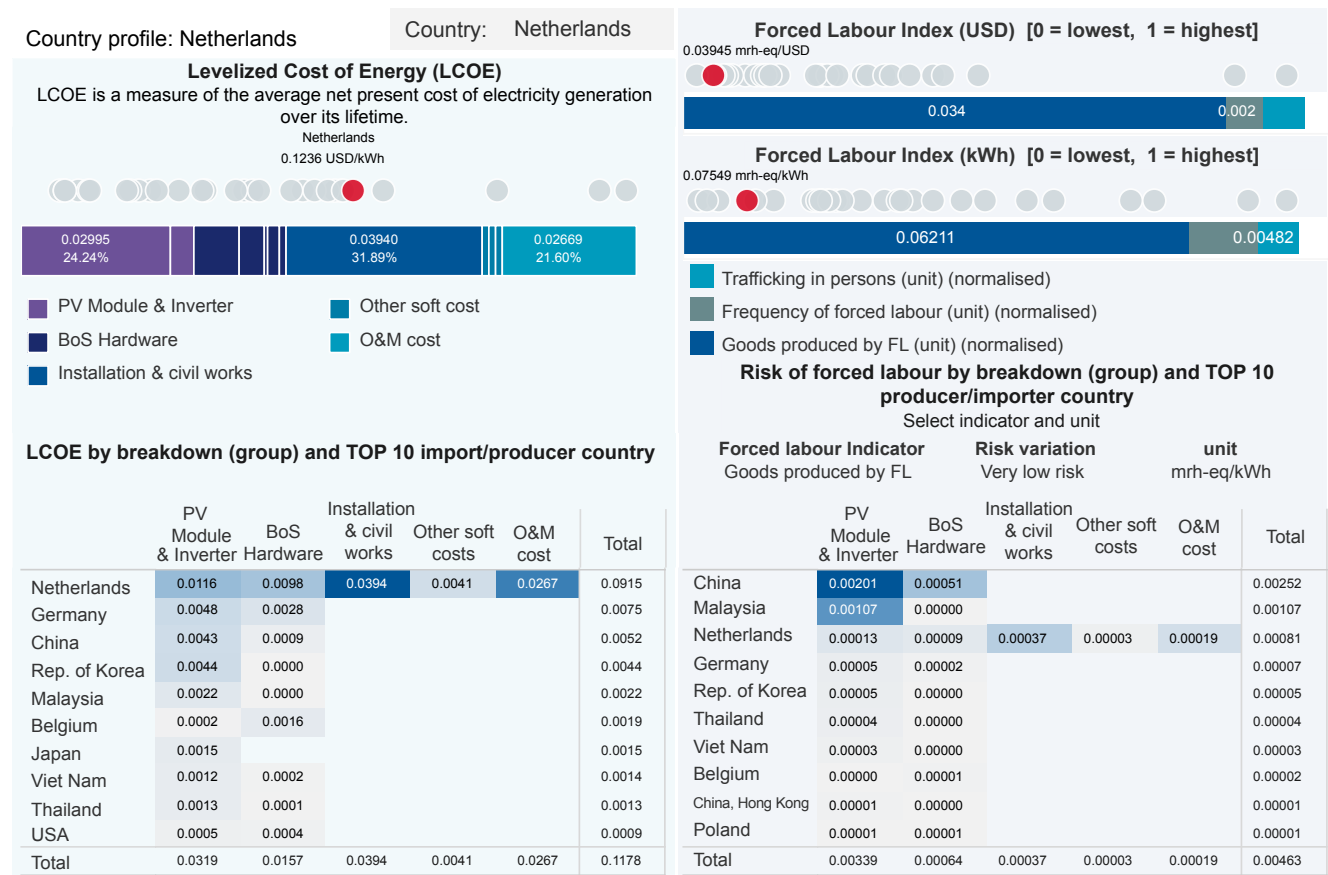 Country profile: Netherlands
Country: Netherlands
Levelized Cost of Energy (LCOE)
LCOE is a measure of the average net present cost of electricity generation
over its lifetime.
Netherlands
0.1236 USD/kWh
0.02995 0.03940 0.02669
24.24% 31.89% 21.60%
PV Module & Inverter Other soft cost
BoS Hardware O&M cost
Installation & civil works
LCOE by breakdown (group) and TOP 10 import/producer country
PV
Module
& Inverter
BoS
Hardware
Installation
& civil
works
Other soft
costs
O&M
cost
Total
Netherlands 0.0116 0.0098 0.0394 0.0041 0.0267 0.0915
Germany 0.0048 0.0028 0.0075
China 0.0043 0.0009 0.0052
Rep. of Korea 0.0044 0.0000 0.0044
Malaysia 0.0022 0.0000 0.0022
Belgium 0.0002 0.0016 0.0019
Japan 0.0015 0.0015
Viet Nam 0.0012 0.0002 0.0014
Thailand 0.0013 0.0001 0.0013
USA 0.0005 0.0004 0.0009
Total 0.0319 0.0157 0.0394 0.0041 0.0267 0.1178
Forced Labour Index (USD) [0 = lowest, 1 = highest]
0.03945 mrh-eq/USD
0.034 0.002
Forced Labour Index (kWh) [0 = lowest, 1 = highest]
0.07549 mrh-eq/kWh
0.06211 0.00482
Trafficking in persons (unit) (normalised)
Frequency of forced labour (unit) (normalised)
Goods produced by FL (unit) (normalised)
Risk of forced labour by breakdown (group) and TOP 10
producer/importer country
Select indicator and unit
Forced labour Indicator Risk variation unit
Goods produced by FL Very low risk mrh-eq/kWh
PV
Module
& Inverter
BoS
Hardware
Installation
& civil
works
Other soft
costs
O&M
cost
Total
China 0.00201 0.00051 0.00252
Malaysia 0.00107 0.00000 0.00107
Netherlands 0.00013 0.00009 0.00037 0.00003 0.00019 0.00081
Germany 0.00005 0.00002 0.00007
Rep. of Korea 0.00005 0.00000 0.00005
Thailand 0.00004 0.00000 0.00004
Viet Nam 0.00003 0.00000 0.00003
Belgium 0.00000 0.00001 0.00002
China, Hong Kong 0.00001 0.00000 0.00001
Poland 0.00001 0.00001 0.00001
Total 0.00339 0.00064 0.00037 0.00003 0.00019 0.00463